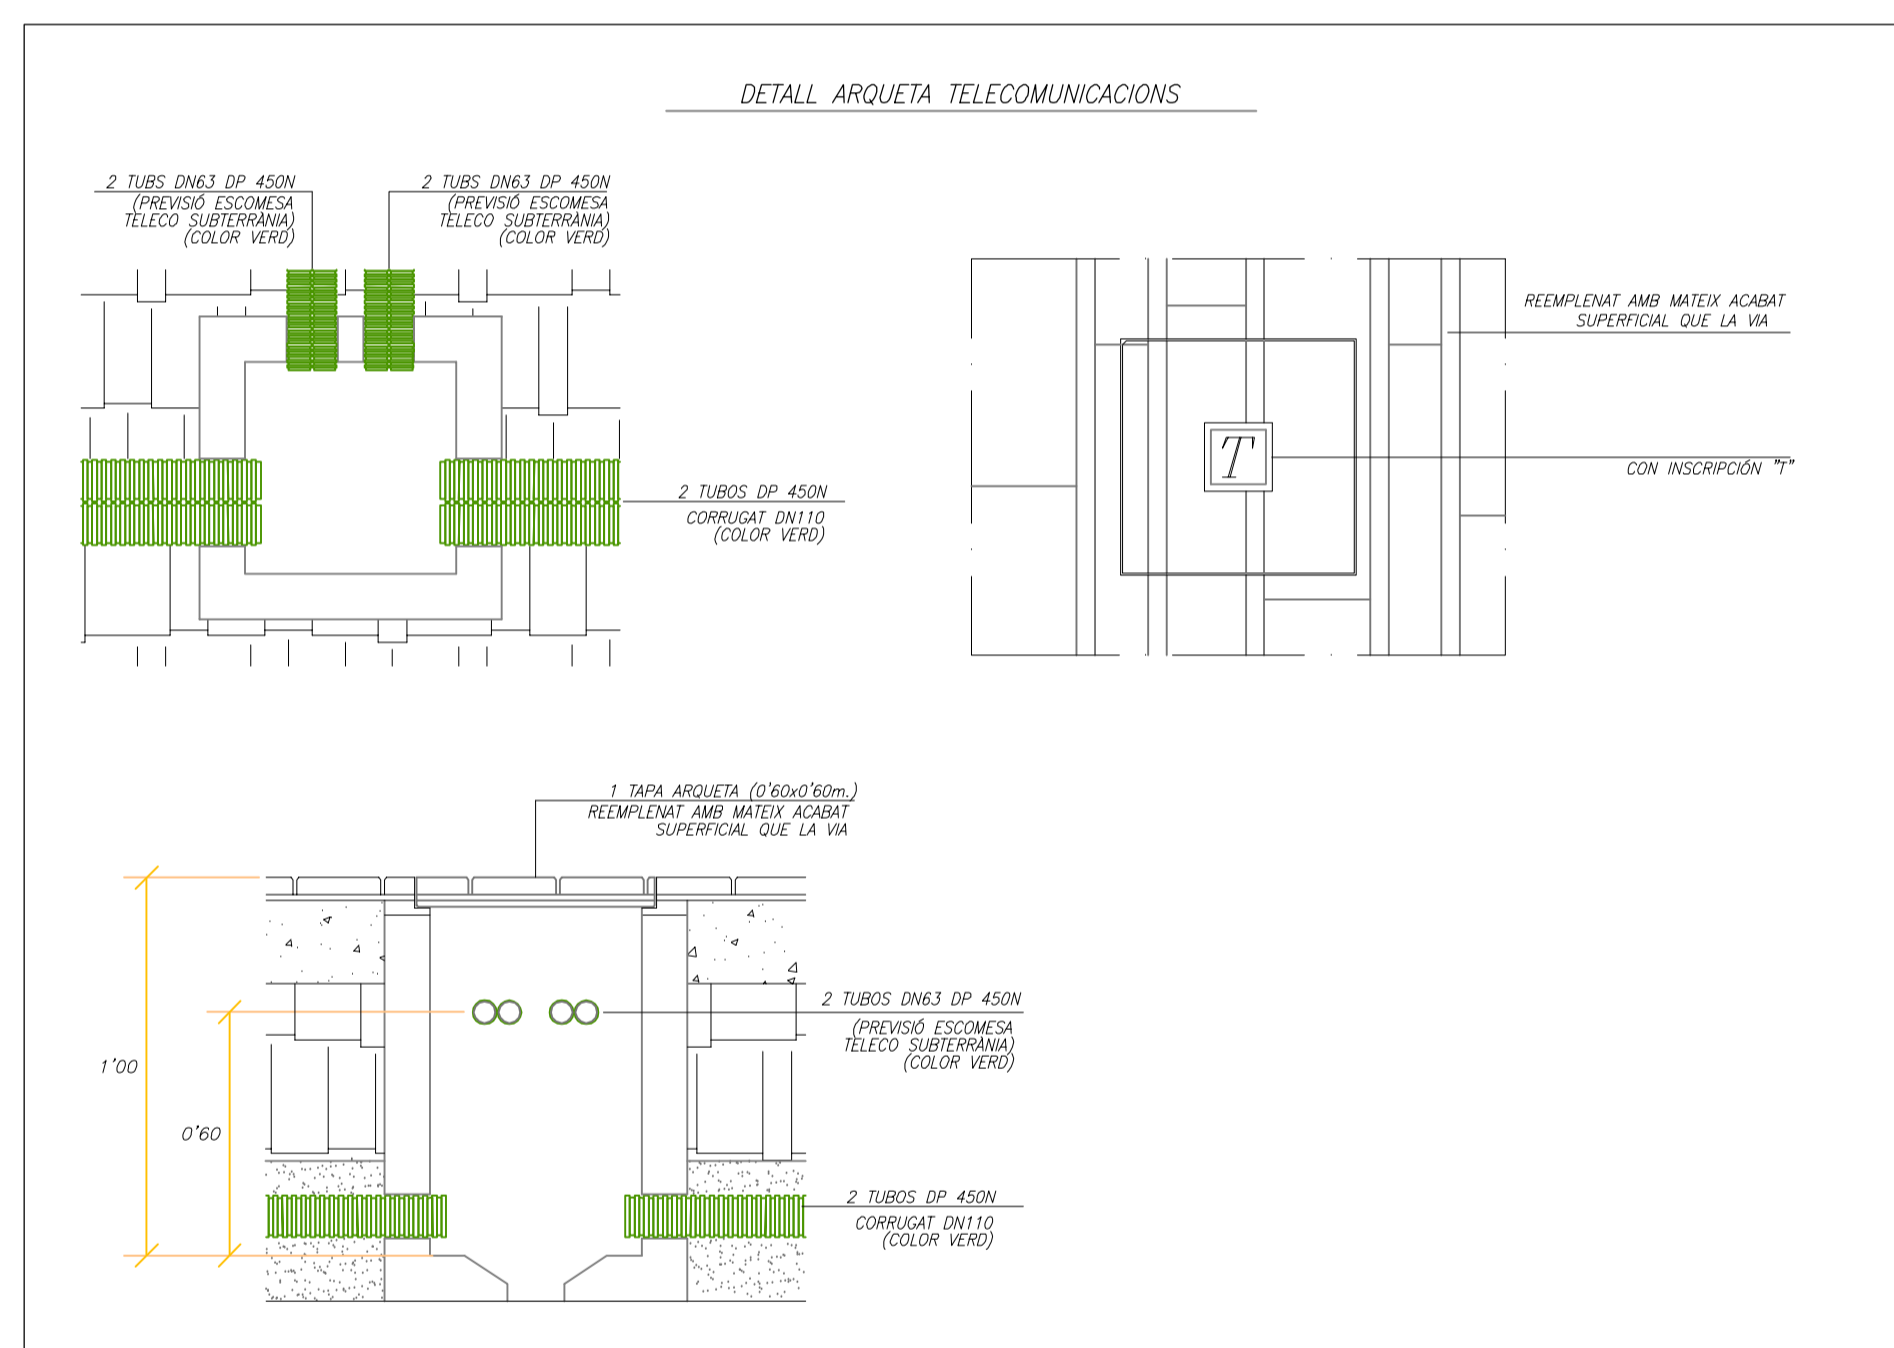 DETALL ARQUETA TELECOMUNICACIONS
2 TUBS DN63 DP 450N
(PREVISIÓ ESCOMESA
TELECO SUBTERRÀNIA)
(COLOR VERD)
2 TUBS DN63 DP 450N
(PREVISIÓ ESCOMESA
TELECO SUBTERRÀNIA)
(COLOR VERD)
2 TUBOS DP 450N
CORRUGAT DN110
(COLOR VERD)
REEMPLENAT AMB MATEIX ACABAT
SUPERFICIAL QUE LA VIA
T
CON INSCRIPCIÓN "T"
1 TAPA ARQUETA (0'60x0'60m.)
REEMPLENAT AMB MATEIX ACABAT
SUPERFICIAL QUE LA VIA
1'00
0'60
2 TUBOS DN63 DP 450N
(PREVISIÓ ESCOMESA
TELECO SUBTERRÀNIA)
(COLOR VERD)
2 TUBOS DP 450N
CORRUGAT DN110
(COLOR VERD)